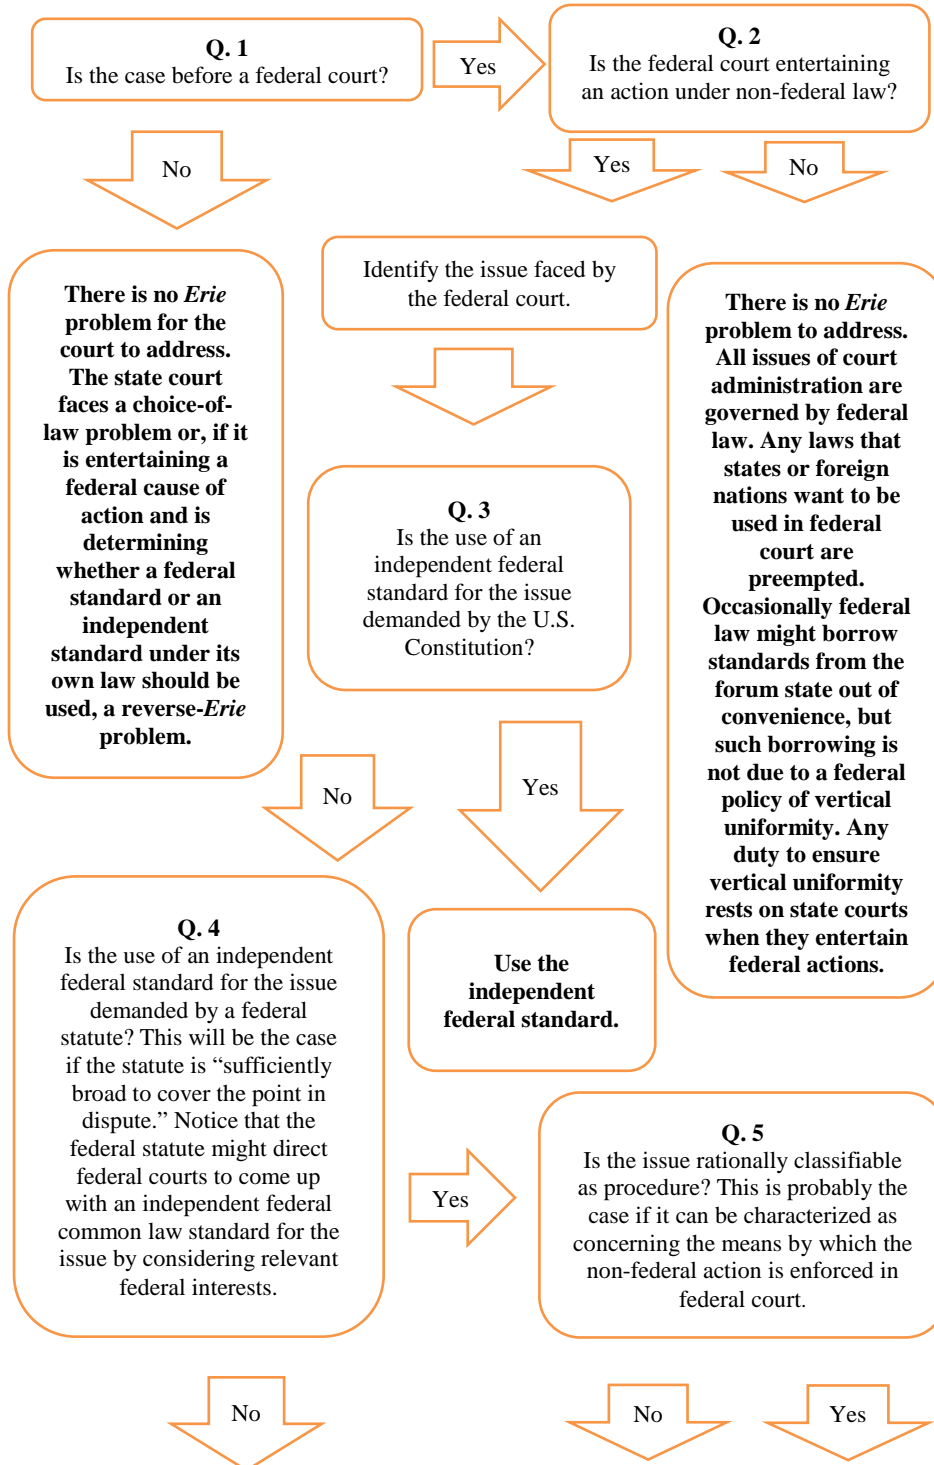 Q. 1
Is the case before a federal court?
Yes
Q. 2
Is the federal court entertaining
an action under non-federal law?
No
Yes
No
There is no Erie
problem for the
court to address.
The state court
faces a choice-of-
law problem or, if it
is entertaining a
federal cause of
action and is
determining
whether a federal
standard or an
independent
standard under its
own law should be
used, a reverse-Erie
problem.
Identify the issue faced by
the federal court.
There is no Erie
problem to address.
All issues of court
administration are
governed by federal
law. Any laws that
states or foreign
nations want to be
used in federal
court are
preempted.
Occasionally federal
law might borrow
standards from the
forum state out of
convenience, but
such borrowing is
not due to a federal
policy of vertical
uniformity. Any
duty to ensure
vertical uniformity
rests on state courts
when they entertain
federal actions.
Q. 3
Is the use of an
independent federal
standard for the issue
demanded by the U.S.
Constitution?
No
Yes
Q. 4
Is the use of an independent
federal standard for the issue
demanded by a federal
statute? This will be the case
if the statute is “sufficiently
broad to cover the point in
dispute.” Notice that the
federal statute might direct
federal courts to come up
with an independent federal
common law standard for the
issue by considering relevant
federal interests.
Use the
independent
federal standard.
Yes
Q. 5
Is the issue rationally classifiable
as procedure? This is probably the
case if it can be characterized as
concerning the means by which the
non-federal action is enforced in
federal court.
No
No
Yes